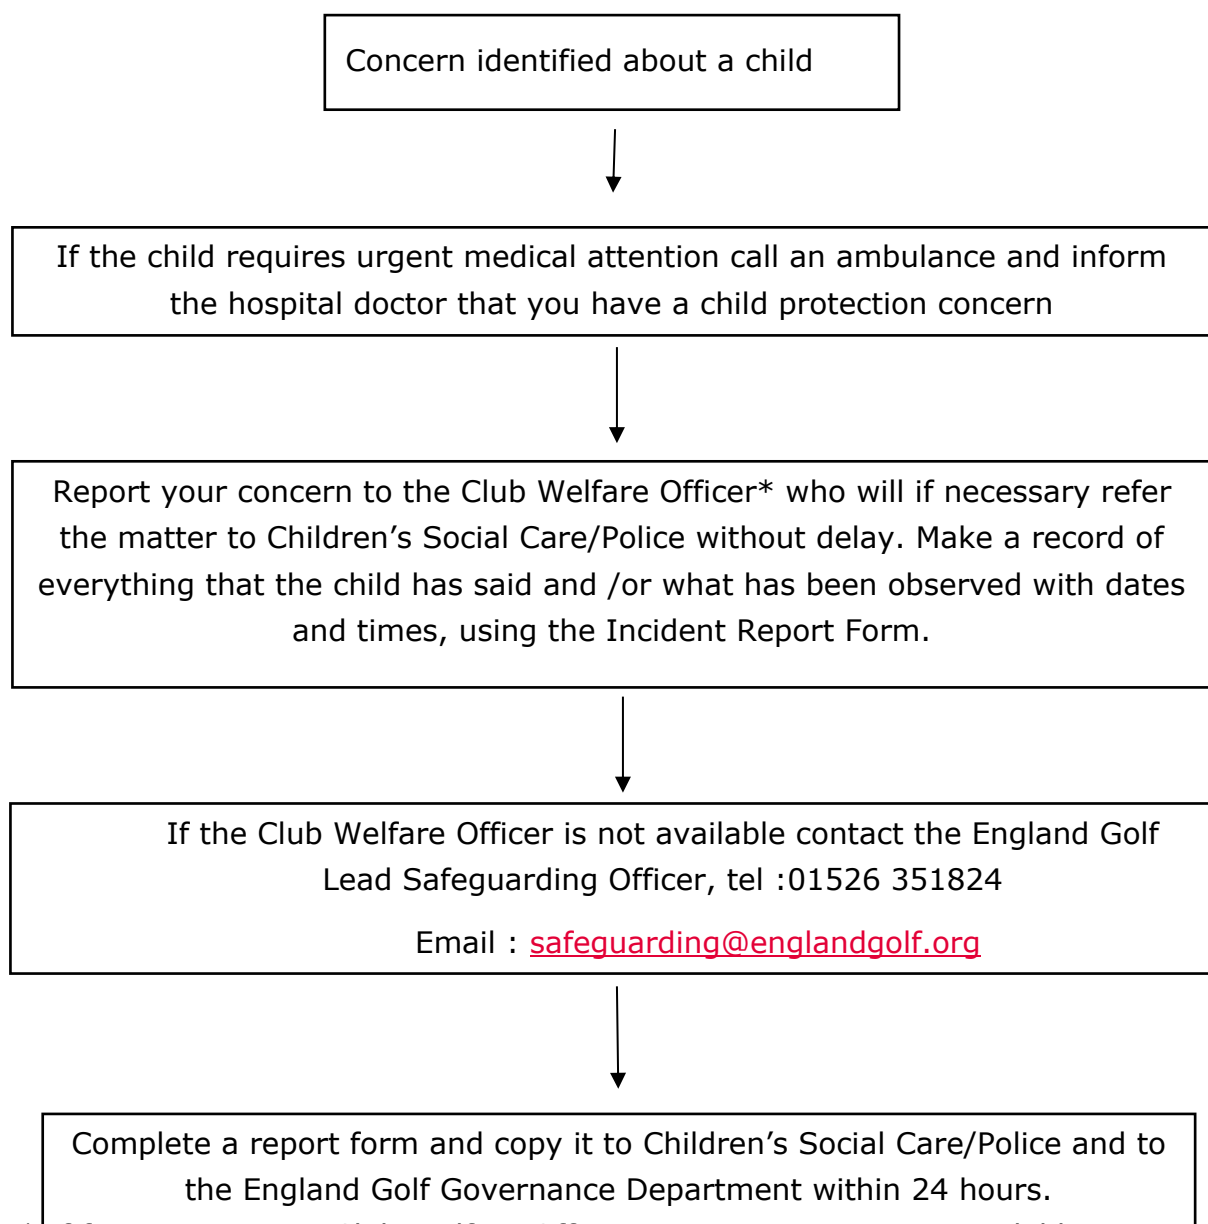 Concern identified about a child
If the child requires urgent medical attention call an ambulance and inform
the hospital doctor that you have a child protection concern
Report your concern to the Club Welfare Officer* who will if necessary refer
the matter to Children’s Social Care/Police without delay. Make a record of
everything that the child has said and /or what has been observed with dates
and times, using the Incident Report Form.
If the Club Welfare Officer is not available contact the England Golf
Lead Safeguarding Officer, tel :01526 351824
Email : safeguarding@englandgolf.org
Complete a report form and copy it to Children’s Social Care/Police and to
the England Golf Governance Department within 24 hours.